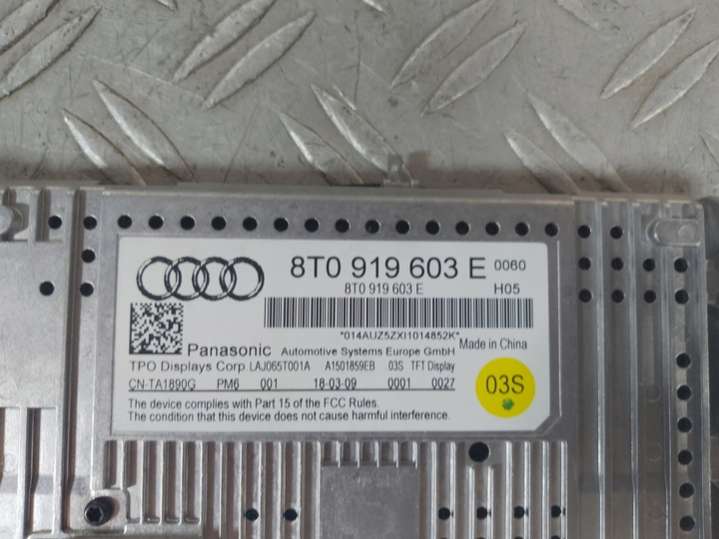 8T0 919 603 E 0060
8T0 919 603 E H05
*014AUZ5ZXI1014852K*
Panasonic Automotive Systems Europe GmbH Made in China
TPO Displays Corp LAJ065T001A A1501859EB 03S TFT Display
CN-TA1890G PM6 001 18-03-09 0001 0027
03S
The device complies with Part 15 of the FCC Rules.
The condition that this device does not cause harmful interference.